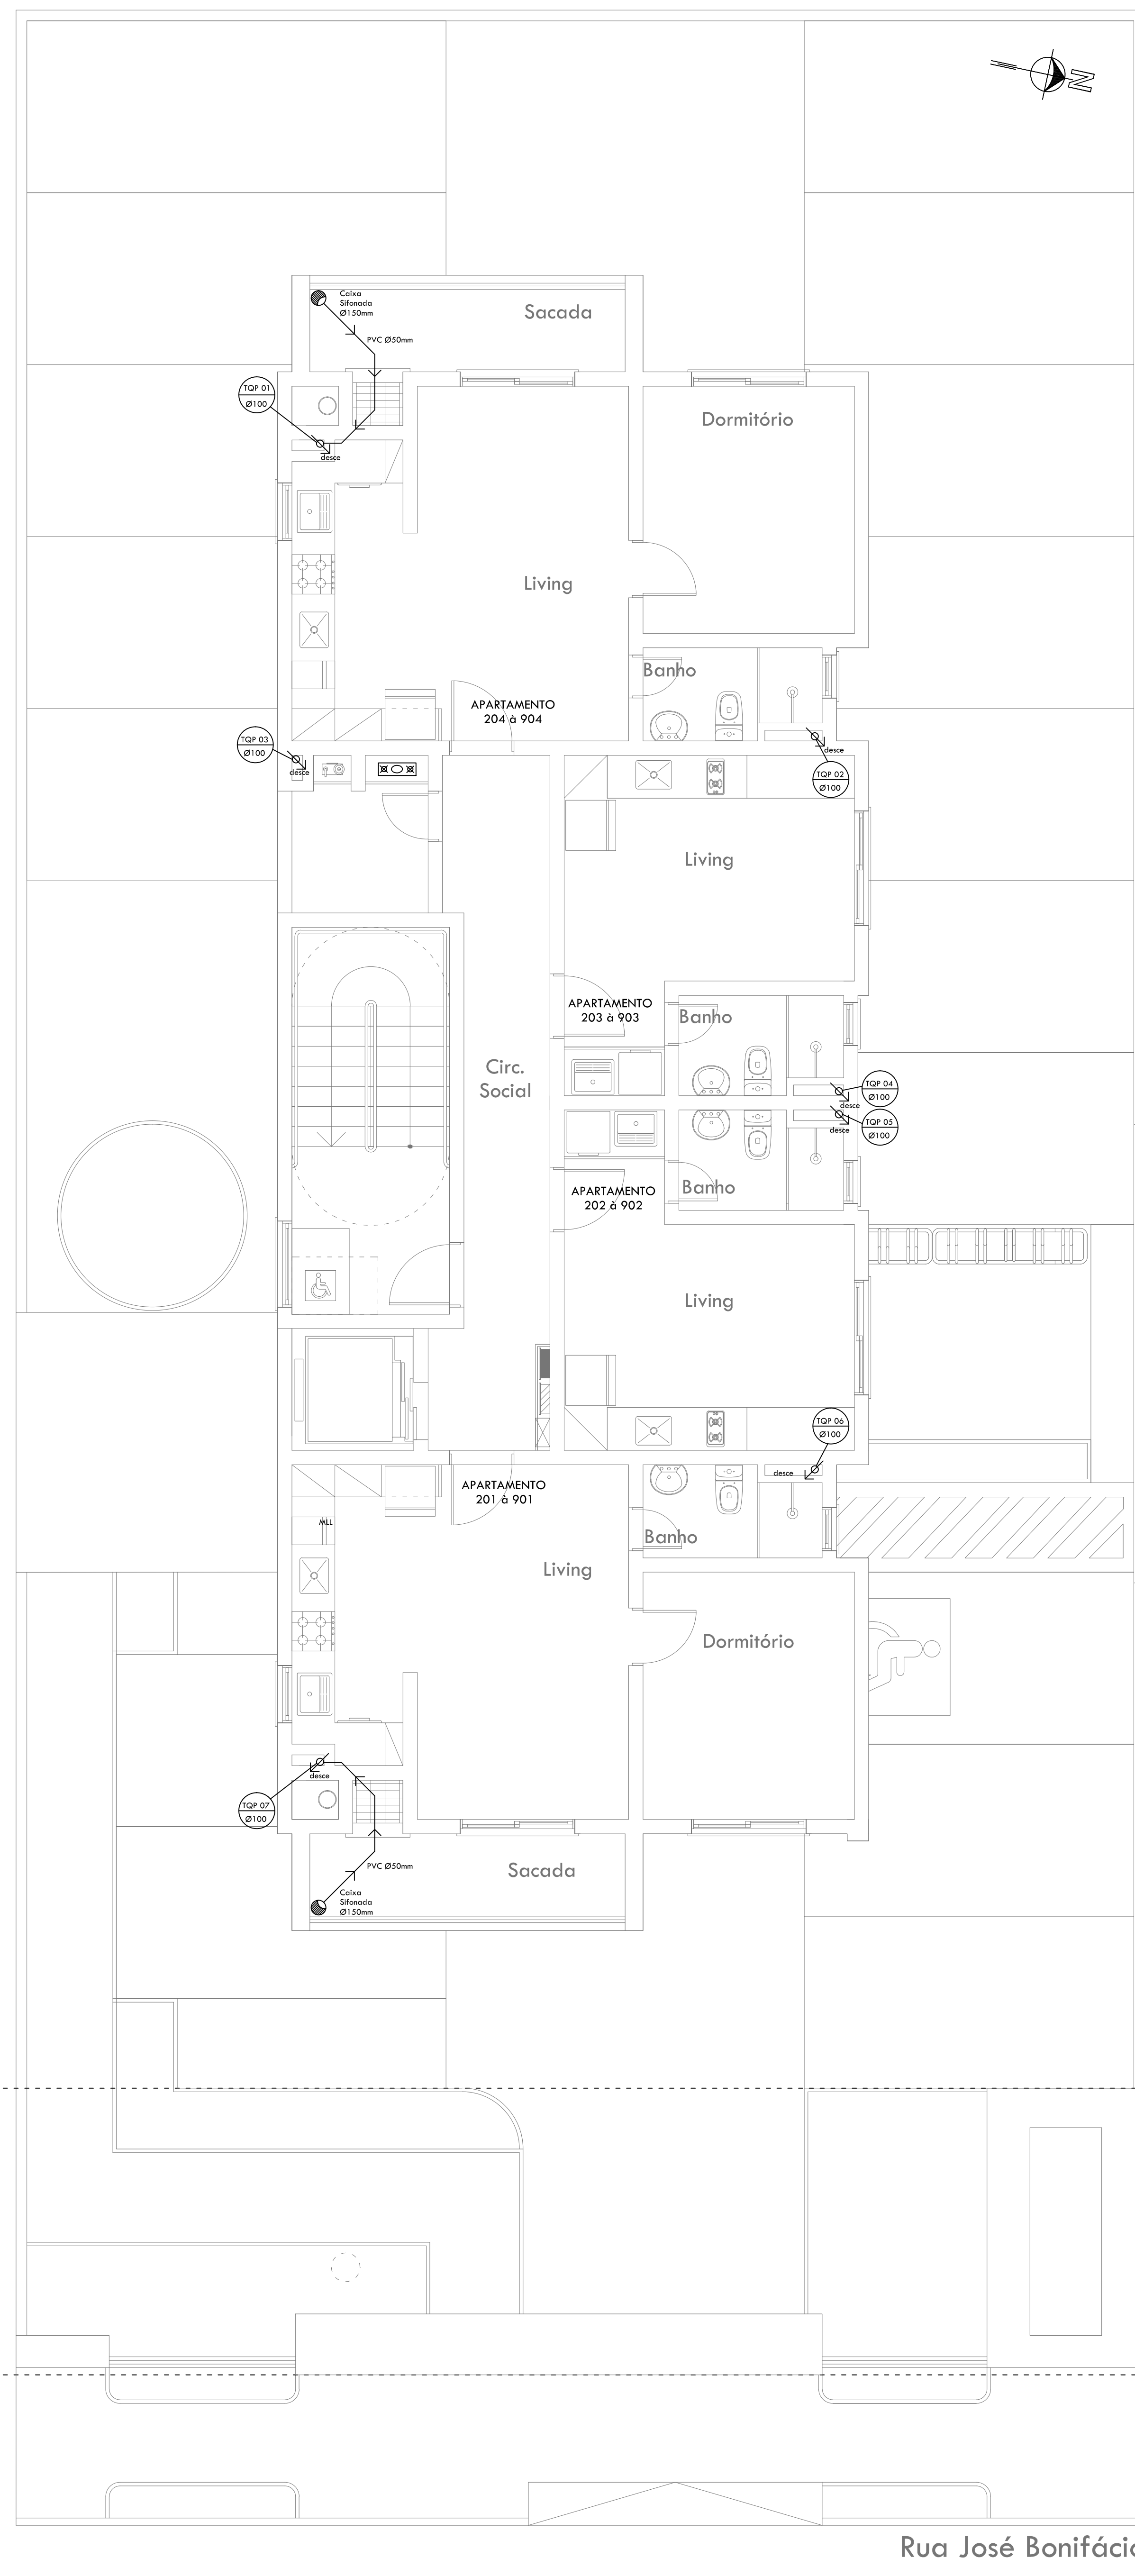 N
Caixa
Sifonada
Ø150mm
Sacada
PVC Ø50mm
TQP 01
Ø100
desce
Dormitório
Living
Banho
APARTAMENTO
204 à 904
TQP 03
Ø100
desce
desce
TQP 02
Ø100
Living
APARTAMENTO
203 à 903
Banho
Circ.
Social
TQP 04
Ø100
desce
TQP 05
Ø100
desce
Banho
APARTAMENTO
202 à 902
Living
TQP 06
Ø100
desce
APARTAMENTO
201 à 901
MLL
Banho
Living
Dormitório
desce
TQP 07
Ø100
PVC Ø50mm
Sacada
Caixa
Sifonada
Ø150mm
Rua José Bonifácio